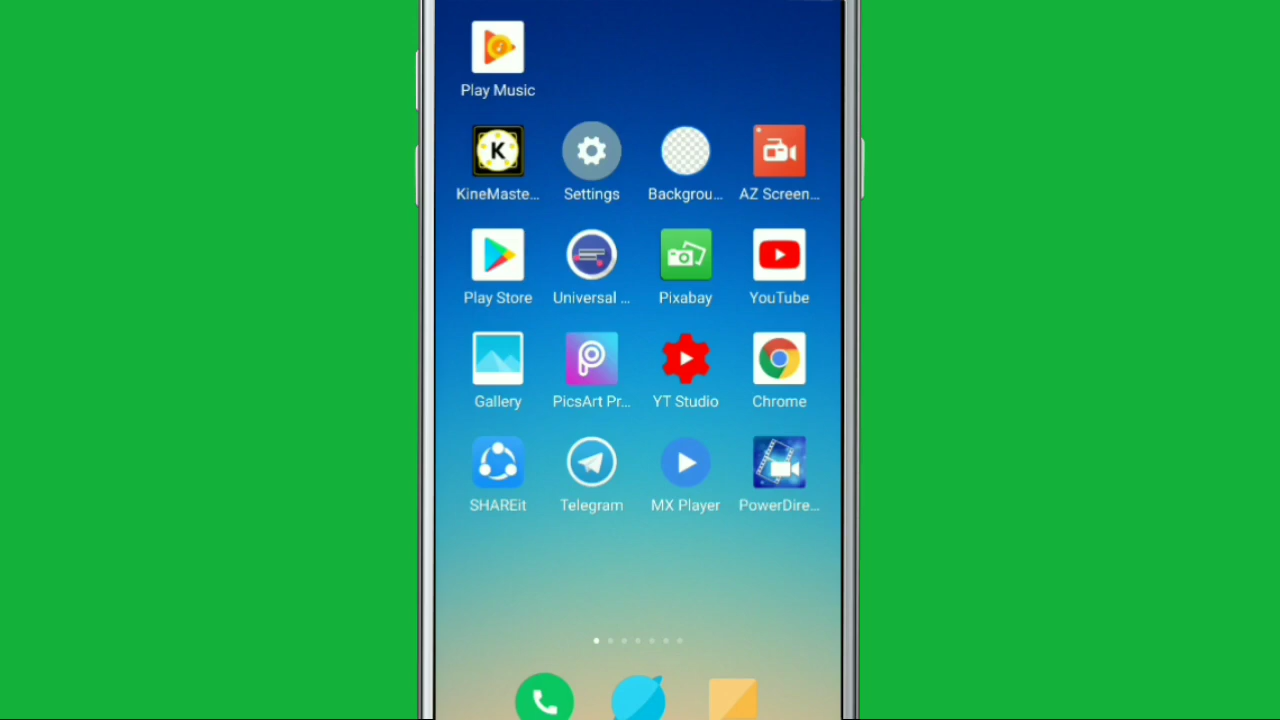 Play Music
K
KineMaste... Settings Backgrou... AZ Screen...
Play Store Universal ... Pixabay YouTube
Gallery PicsArt Pr... YT Studio Chrome
SHAREit Telegram MX Player PowerDire...